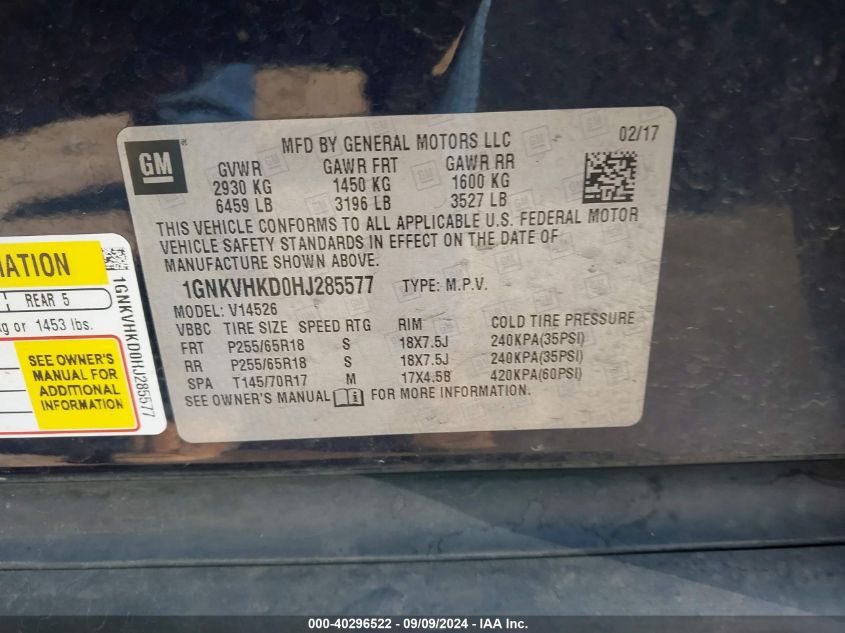 GM
MFD BY GENERAL MOTORS LLC 02/17
GVWR GAWR FRT GAWR RR
2930 KG 1450 KG 1600 KG
6459 LB 3196 LB 3527 LB
THIS VEHICLE CONFORMS TO ALL APPLICABLE U.S. FEDERAL MOTOR
VEHICLE SAFETY STANDARDS IN EFFECT ON THE DATE OF
MANUFACTURE SHOWN ABOVE.
1GNKVHKD0HJ285577 TYPE: M.P.V.
MODEL: V14526
VBBC TIRE SIZE SPEED RTG RIM COLD TIRE PRESSURE
FRT P255/65R18 S 18X7.5J 240KPA(35PSI)
RR P255/65R18 S 18X7.5J 240KPA(35PSI)
SPA T145/70R17 M 17X4.5B 420KPA(60PSI)
SEE OWNER'S MANUAL FOR MORE INFORMATION.
MATION
REAR 5
kg or 1453 lbs.
SEE OWNER'S
MANUAL FOR
ADDITIONAL
INFORMATION
1GNKVHKD0HJ285577
000-40296522 - 09/09/2024 - IAA Inc.